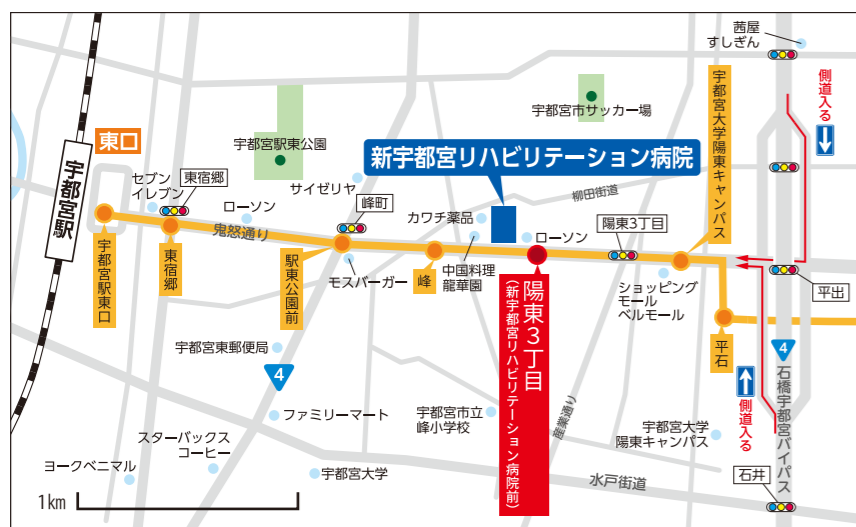 茜屋
すしぎん
側道入る
宇都宮市サッカー場
宇都宮大学陽東キャンパス
東口
宇都宮駅東公園
新宇都宮リハビリテーション病院
宇都宮駅
セブン
イレブン
東宿郷
サイゼリヤ
柳田街道
峰町
カワチ薬品
ローソン
ローソン
陽東3丁目
鬼怒通り
宇都宮駅東口
東宿郷
駅東公園前
モスバーガー
峰
中国料理
龍華園
陽東3丁目
(新宇都宮リハビリテーション病院前)
ショッピング
モール
ベルモール
平出
平石
宇都宮東郵便局
4
4
石橋宇都宮バイパス
側道入る
ファミリーマート
宇都宮市立
峰小学校
産業通り
宇都宮大学
陽東キャンパス
スターバックス
コーヒー
ヨークベニマル
宇都宮大学
水戸街道
石井
1km